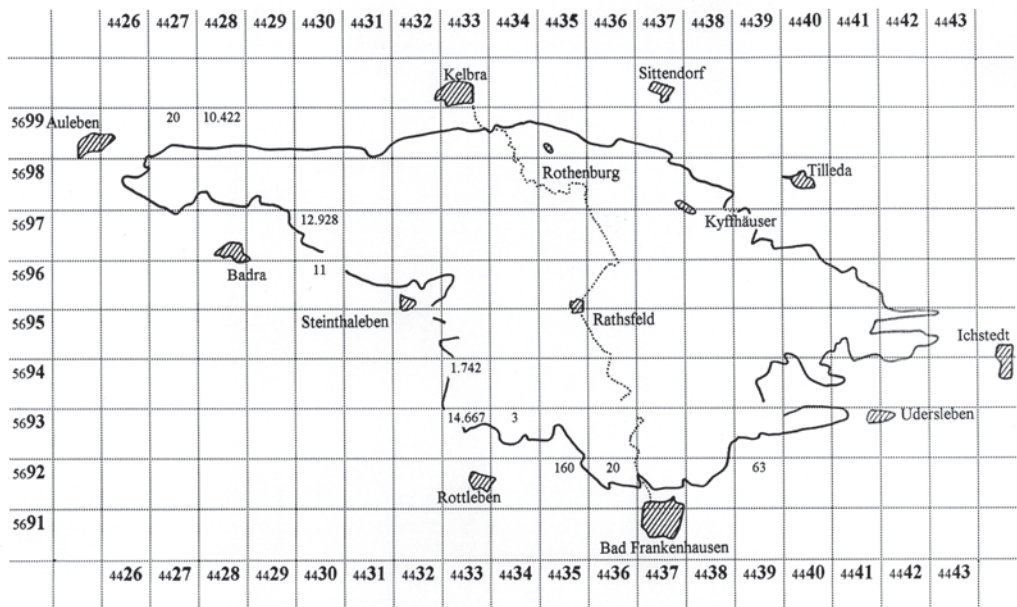 4426 4427 4428 4429 4430 4431 4432 4433 4434 4435 4436 4437 4438 4439 4440 4441 4442 4443
Kelbra
Sittendorf
5699
Auleben
20
10.422
5698
Rothenburg
Tilleda
5697
12.928
Kyffhäuser
5696
Badra
11
5695
Steinthaleben
Rathsfeld
Ichstedt
5694
1.742
5693
14.667
3
Udersleben
5692
160
20
63
Rottleben
5691
Bad Frankenhausen
4426 4427 4428 4429 4430 4431 4432 4433 4434 4435 4436 4437 4438 4439 4440 4441 4442 4443